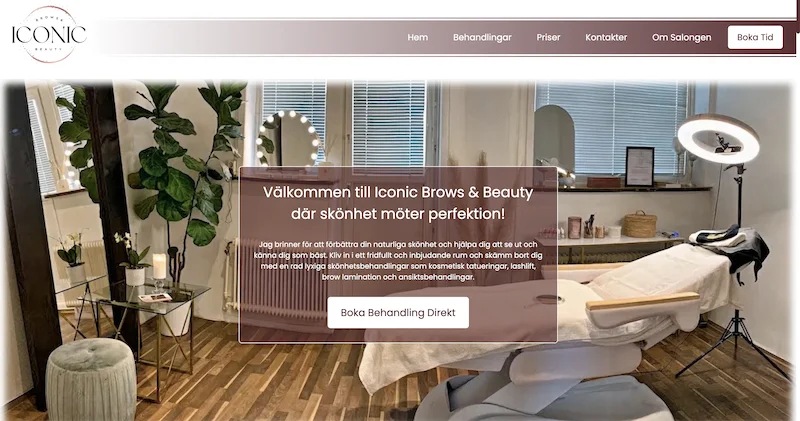 BROWS&
ICONIC
BEAUTY
Hem Behandlingar Priser Kontakter Om Salongen Boka Tid
Välkommen till Iconic Brows & Beauty
där skönhet möter perfektion!
Jag brinner för att förbättra din naturliga skönhet och hjälpa dig att se ut och
känna dig som bäst. Kliv in i ett fridfullt och inbjudande rum och skämm bort dig
med en rad lyxiga skönhetsbehandlingar som kosmetisk tatueringar, lashlift,
brow lamination och ansiktsbehandlingar.
Boka Behandling Direkt